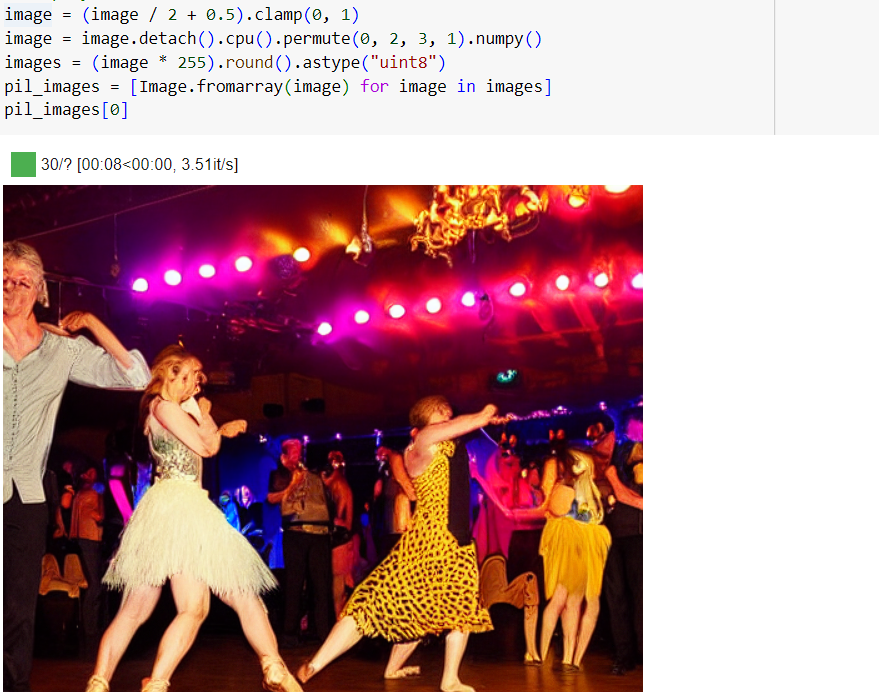 image = (image / 2 + 0.5).clamp(0, 1)
image = image.detach().cpu().permute(0, 2, 3, 1).numpy()
images = (image * 255).round().astype("uint8")
pil_images = [Image.fromarray(image) for image in images]
pil_images[0]
30/? [00:08<00:00, 3.51it/s]